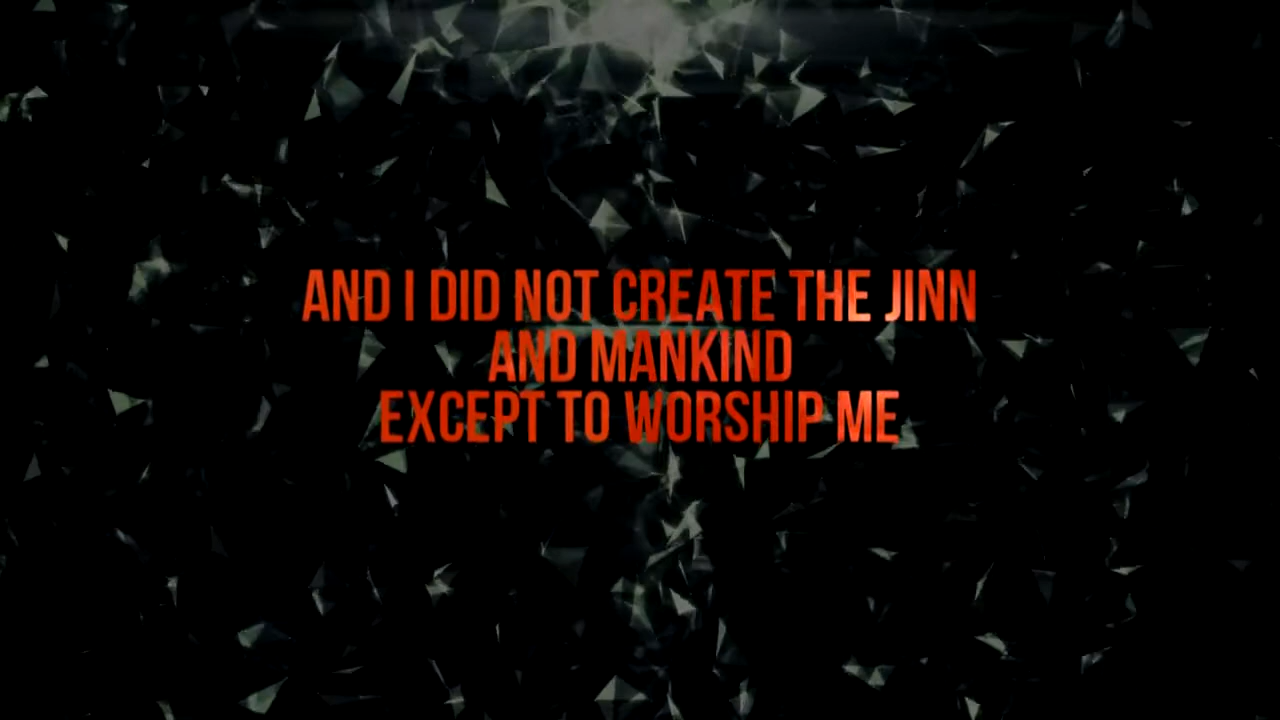 AND I DID NOT CREATE THE JINN
AND MANKIND
EXCEPT TO WORSHIP ME